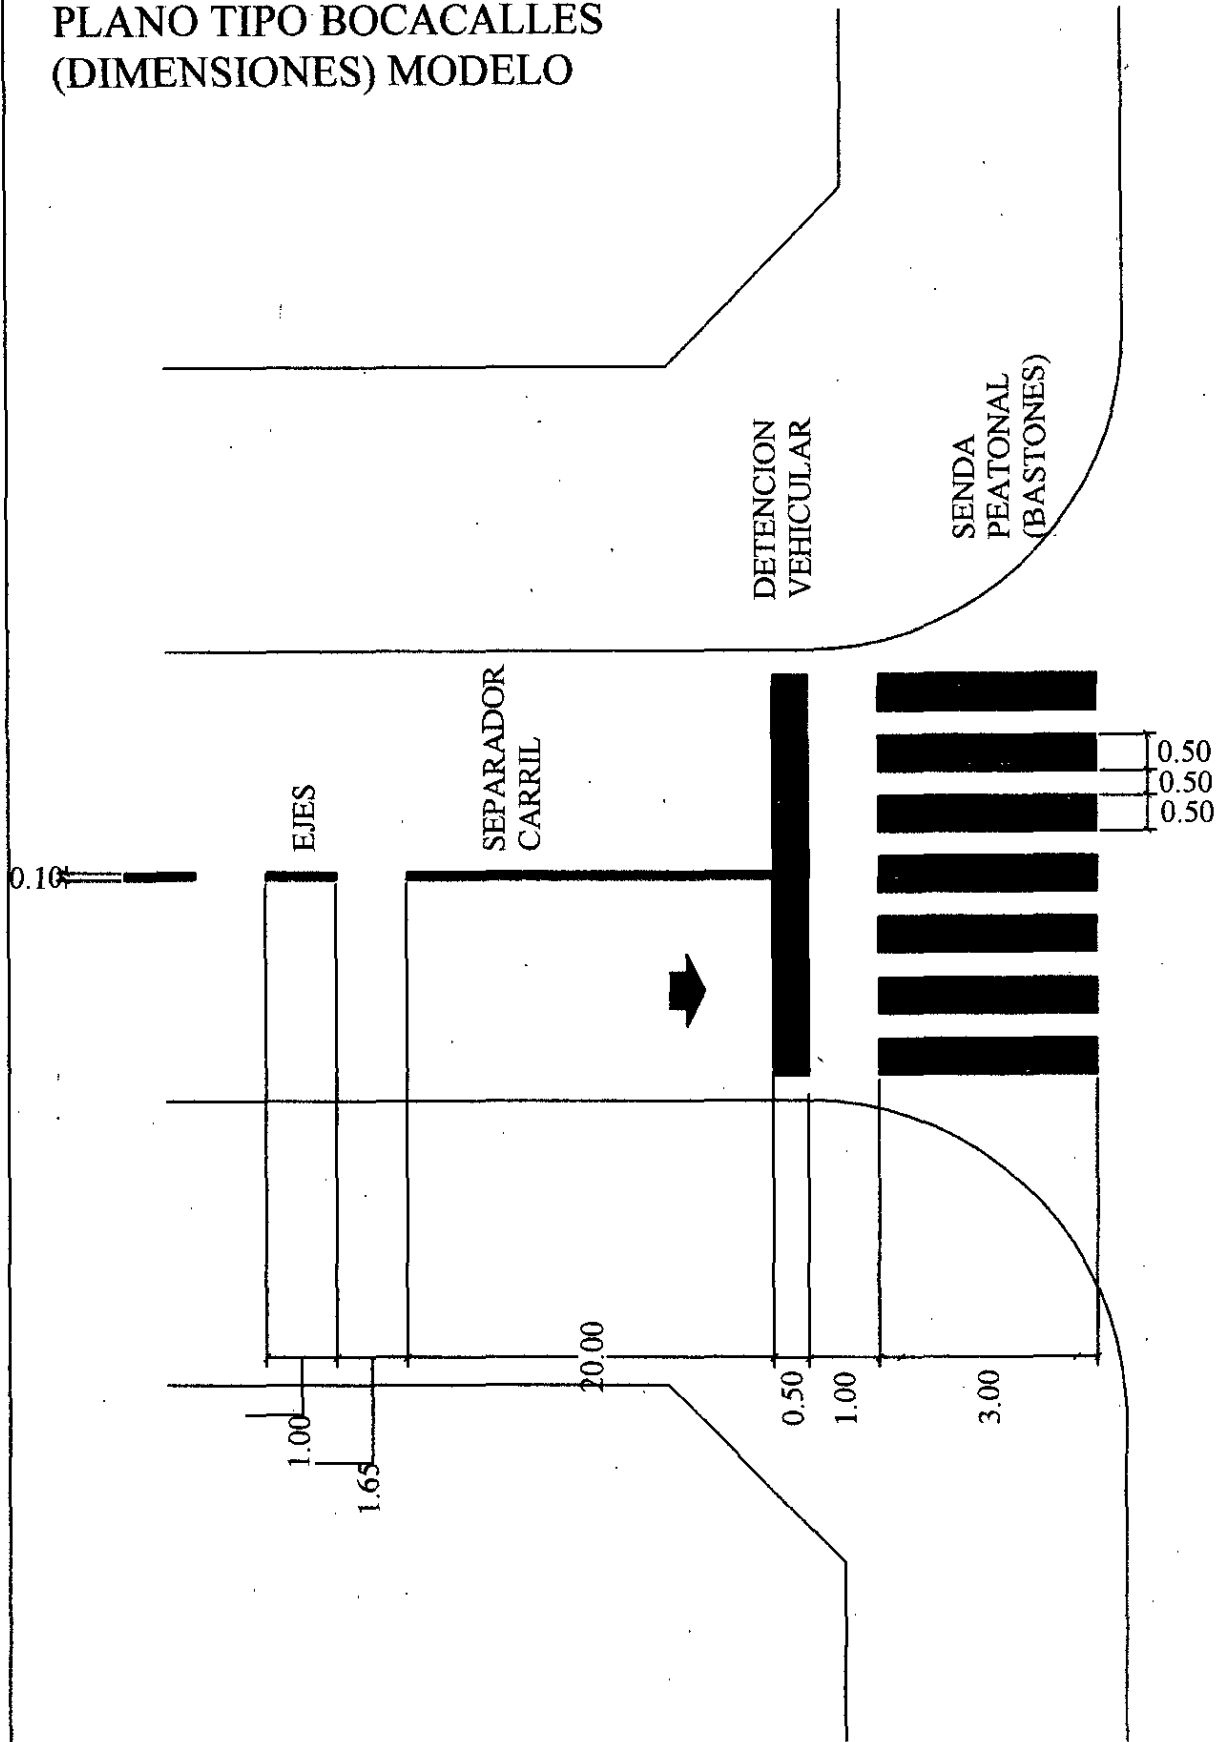 PLANO TIPO BOCACALLES
(DIMENSIONES) MODELO
DETENCION
VEHICULAR
SENDA
PEATONAL
(BASTONES)
SEPARADOR
CARRIL
EJES
0.10
0.50
0.50
0.50
20.00
0.50
1.00
3.00
1.00
1.65